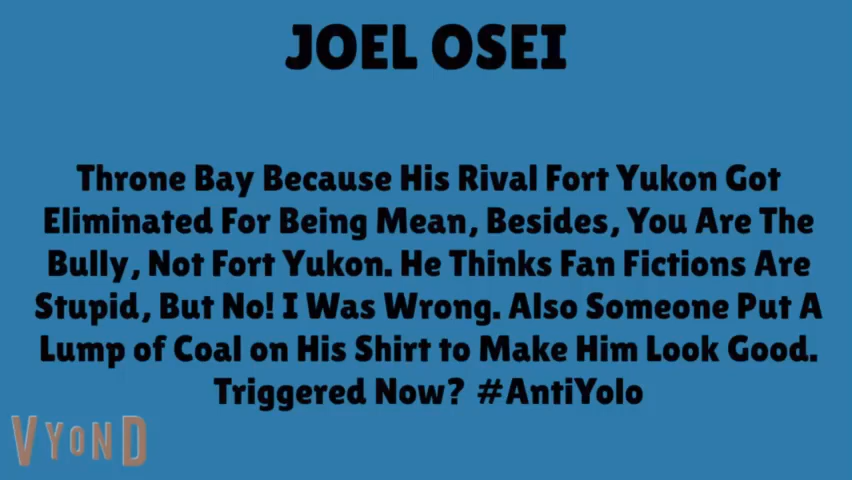 JOEL OSEI
Throne Bay Because His Rival Fort Yukon Got
Eliminated For Being Mean, Besides, You Are The
Bully, Not Fort Yukon. He Thinks Fan Fictions Are
Stupid, But No! I Was Wrong. Also Someone Put A
Lump of Coal on His Shirt to Make Him Look Good.
Triggered Now? #AntiYolo
VYOND